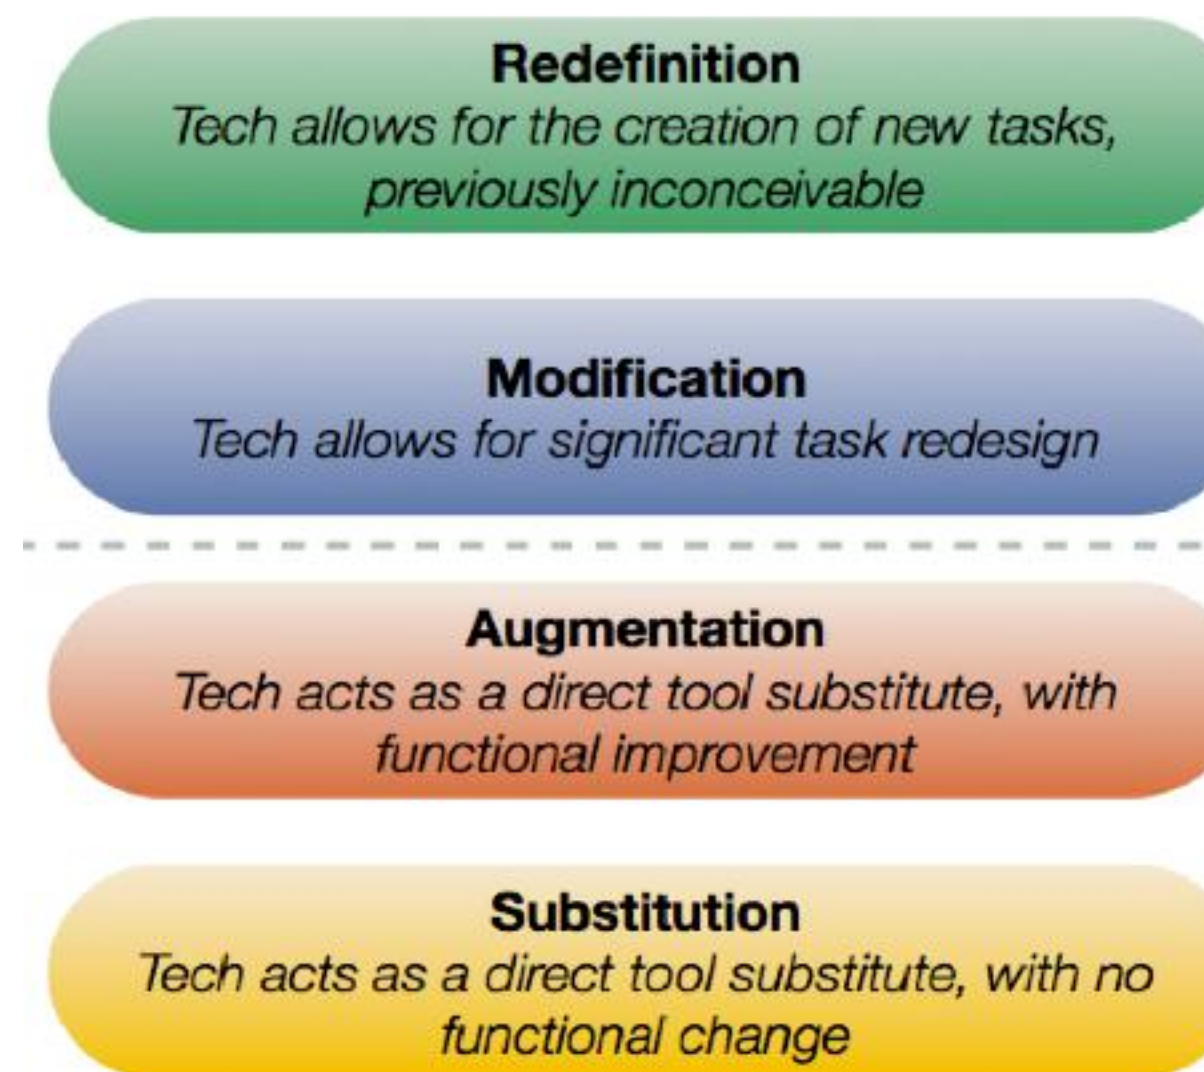 Redefinition
Tech allows for the creation of new tasks,
previously inconceivable
Modification
Tech allows for significant task redesign
Augmentation
Tech acts as a direct tool substitute, with
functional improvement
Substitution
Tech acts as a direct tool substitute, with no
functional change